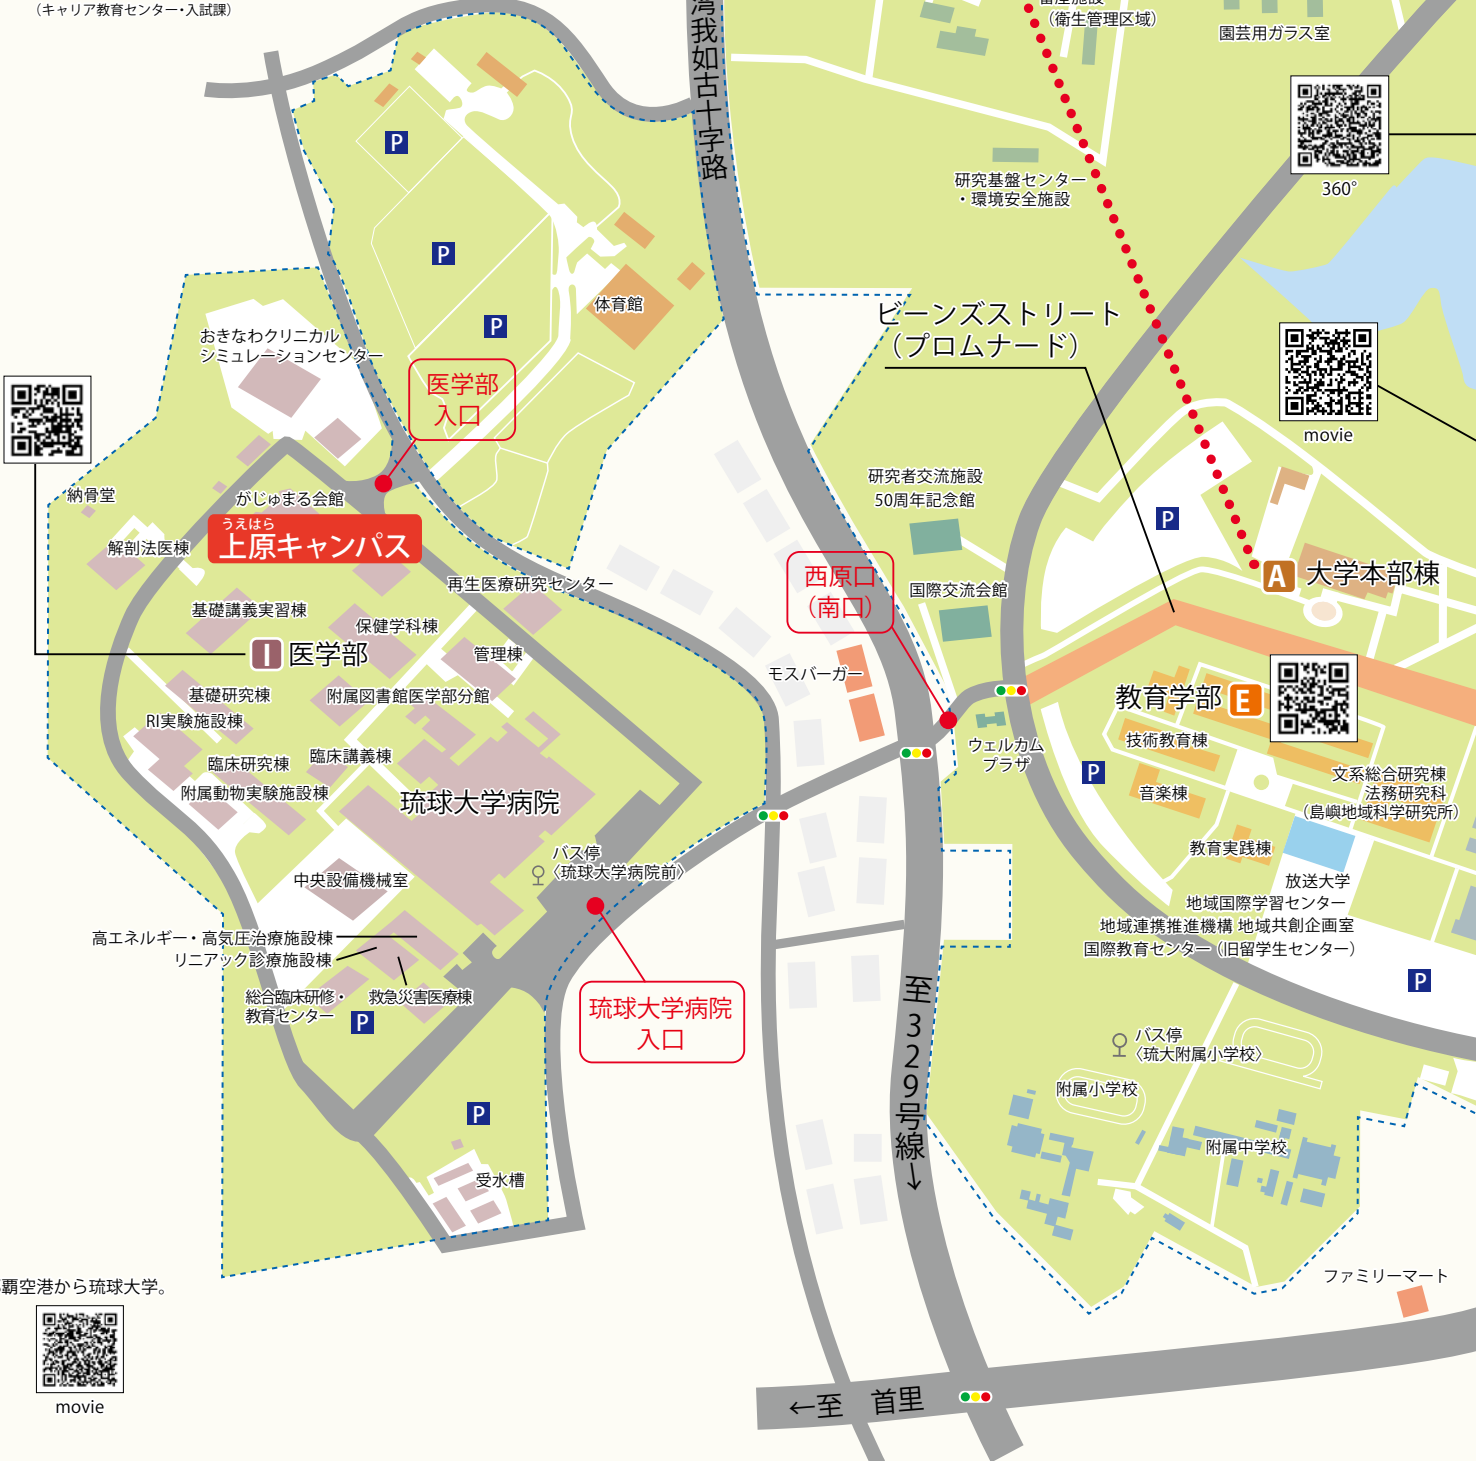 （キャリア教育センター・入試課）
湾我如古十字路
（衛生管理区域）
園芸用ガラス室
P
360°
研究基盤センター
・環境安全施設
P
体育館
P
ビーンズストリート
（プロムナード）
おきなわクリニカル
シミュレーションセンター
医学部
入口
movie
研究者交流施設
50周年記念館
納骨堂
がじゅまる会館
うえはら
上原キャンパス
解剖法医棟
P
西原口
（南口）
A 大学本部棟
再生医療研究センター
国際交流会館
基礎講義実習棟
保健学科棟
I 医学部
管理棟
モスバーガー
基礎研究棟
附属図書館医学部分館
教育学部 E
RI実験施設棟
臨床研究棟
臨床講義棟
附属動物実験施設棟
琉球大学病院
ウェルカム
プラザ
技術教育棟
P
音楽棟
文系総合研究棟
法務研究科
（島嶼地域科学研究所）
教育実践棟
バス停
〈琉球大学病院前〉
中央設備機械室
放送大学
地域国際学習センター
地域連携推進機構 地域共創企画室
国際教育センター（旧留学生センター）
高エネルギー・高気圧治療施設棟
リニアック診療施設棟
総合臨床研修・
教育センター
救急災害医療棟
P
琉球大学病院
入口
至329号線→
P
バス停
〈琉大附属小学校〉
附属小学校
P
附属中学校
受水槽
ファミリーマート
覇空港から琉球大学。
movie
←至　首里